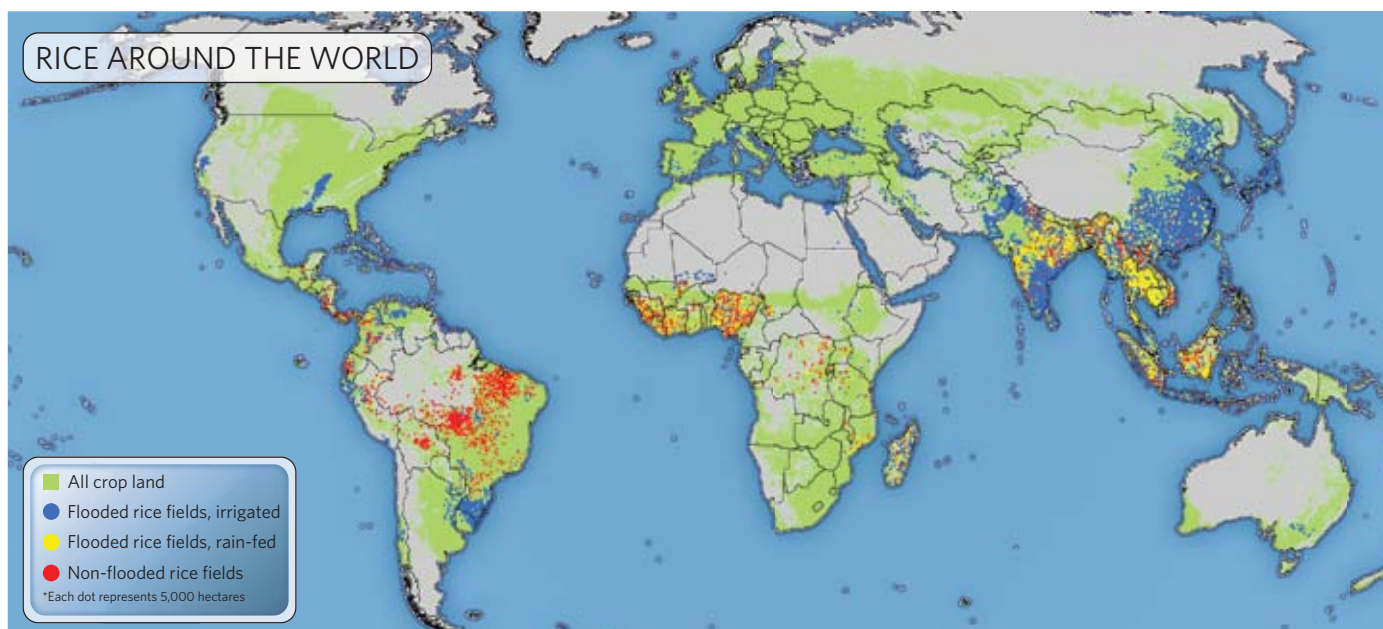 RICE AROUND THE WORLD
All crop land
Flooded rice fields, irrigated
Flooded rice fields, rain-fed
Non-flooded rice fields
*Each dot represents 5,000 hectares